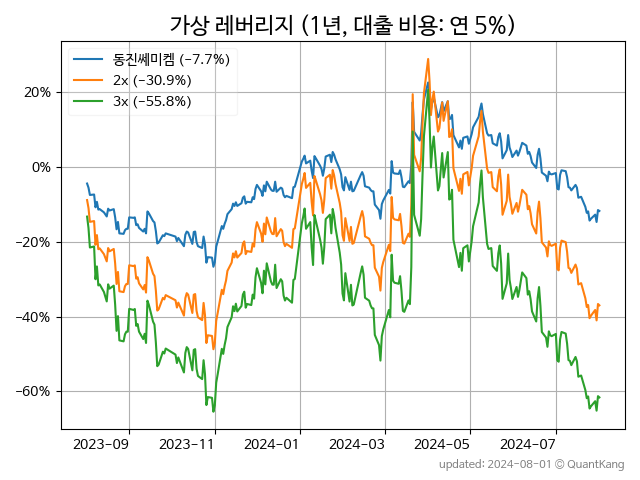 가상 레버리지 (1년, 대출 비용: 연 5%)
동진쎄미켐 (−7.7%)
2x (−30.9%)
3x (−55.8%)
20%
0%
−20%
−40%
−60%
2023-09
2023-11
2024-01
2024-03
2024-05
2024-07
updated: 2024-08-01 © QuantKang